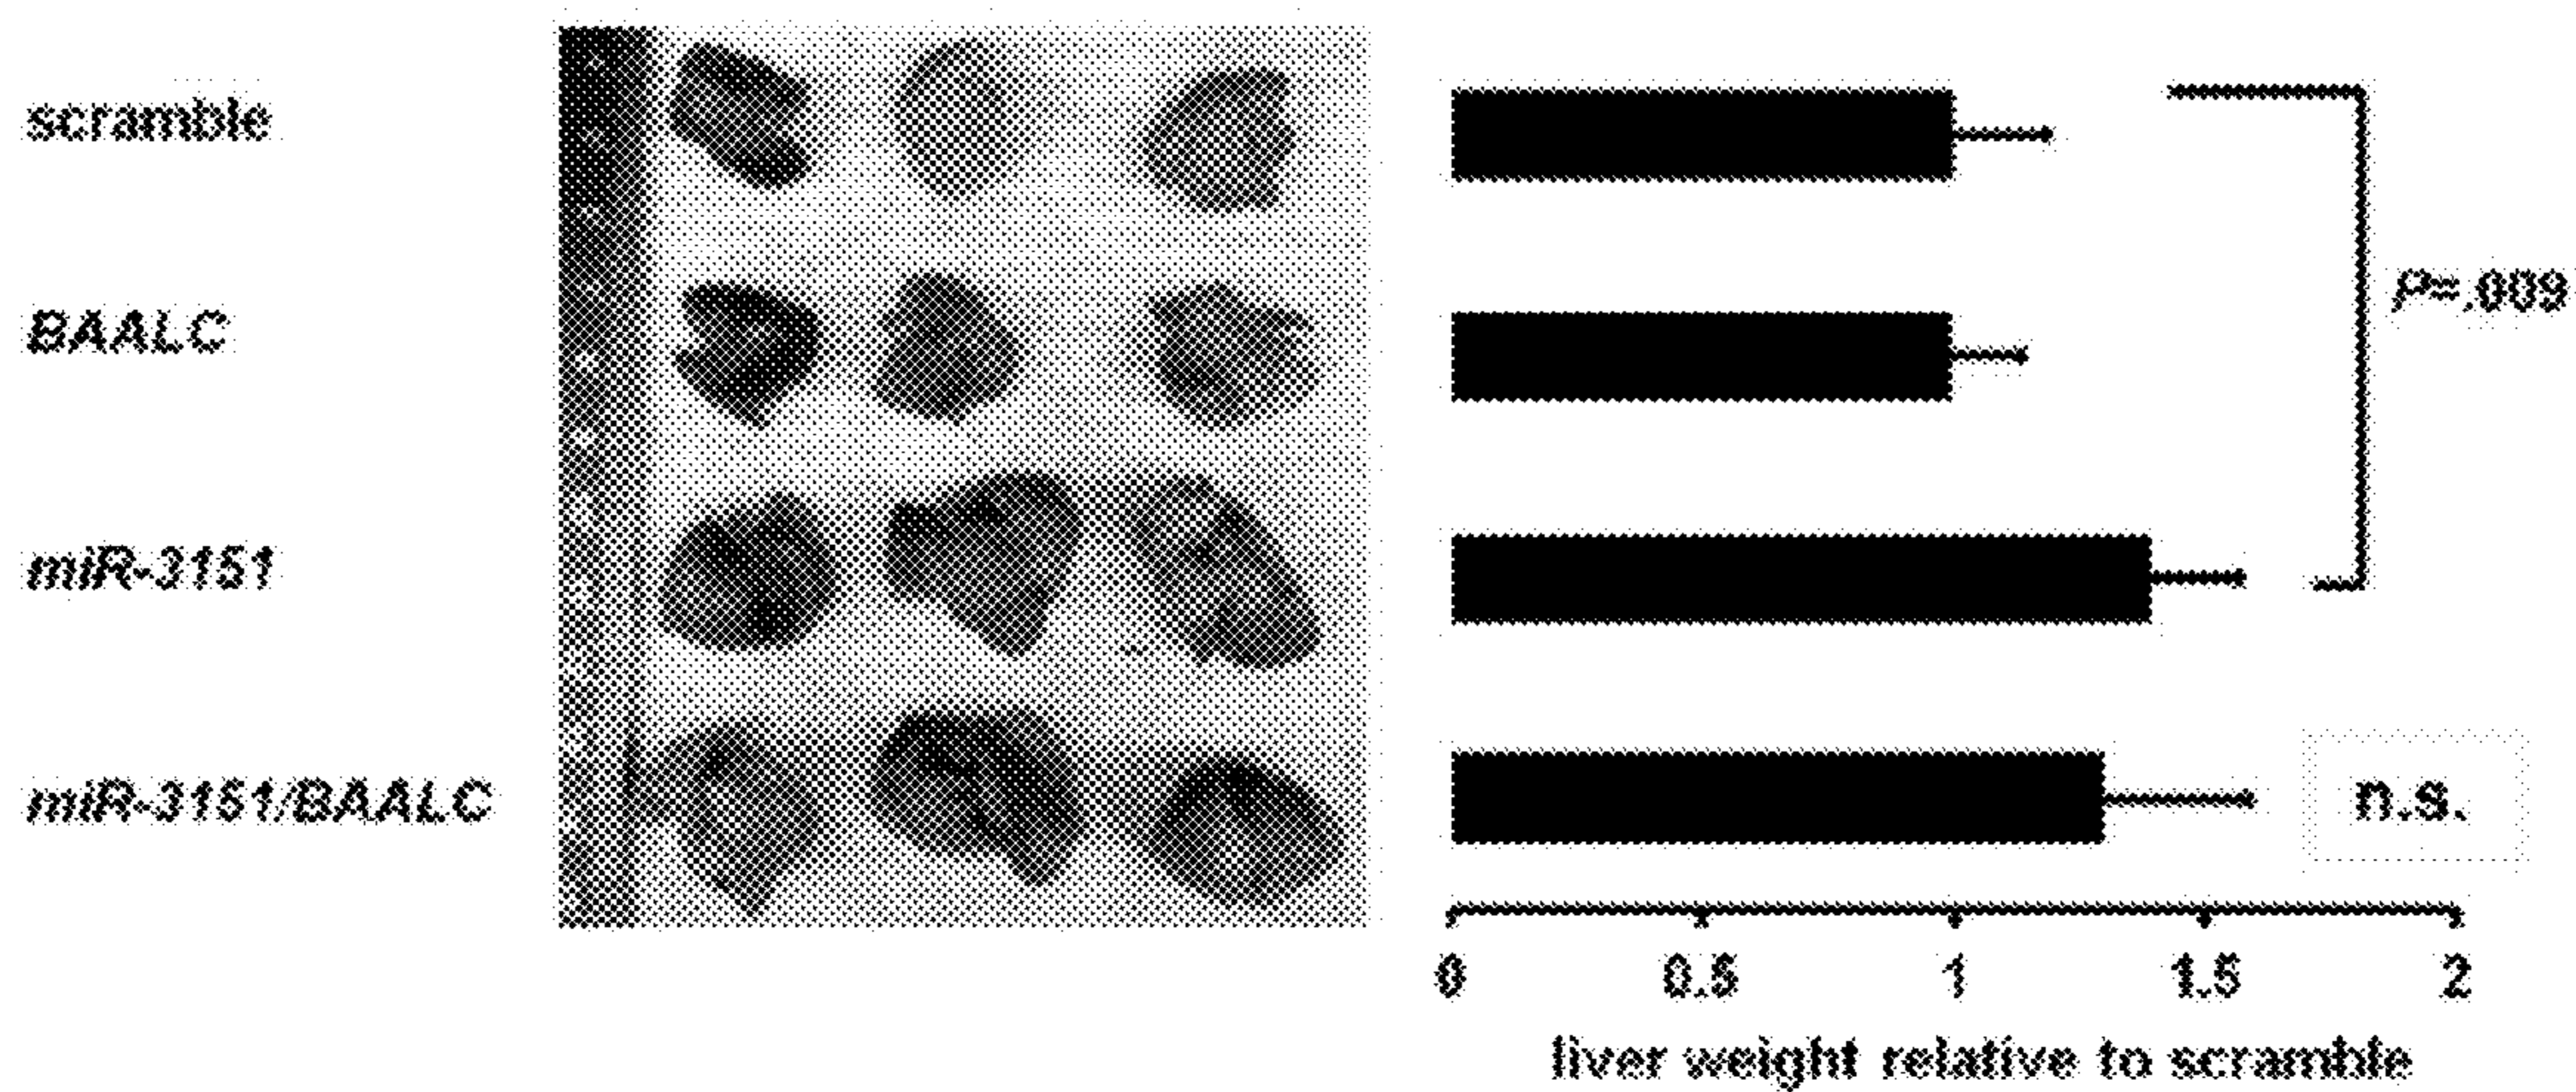 scramble
BAALC
P=.009
miR-3151
miR-3151/BAALC
n.s.
0 0.5 1 1.5 2
liver weight relative to scramble